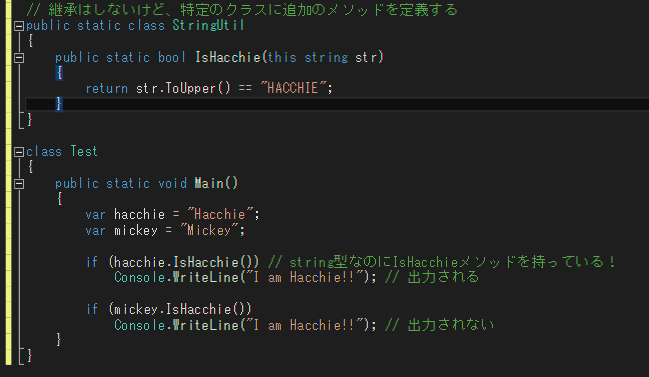 // 継承はしないけど、特定のクラスに追加のメソッドを定義する
public static class StringUtil
{
public static bool IsHacchie(this string str)
{
return str.ToUpper() == "HACCHIE";
}
}
class Test
{
public static void Main()
{
var hacchie = "Hacchie";
var mickey = "Mickey";
if (hacchie.IsHacchie()) // string型なのにIsHacchieメソッドを持っている！
Console.WriteLine("I am Hacchie!!"); // 出力される
if (mickey.IsHacchie())
Console.WriteLine("I am Hacchie!!"); // 出力されない
}
}